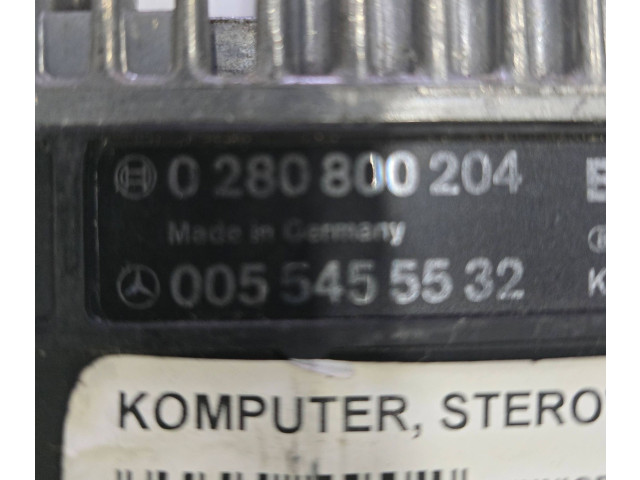 0 280 800 204
Made in Germany
005 545 55 32
K
KOMPUTER, STERO